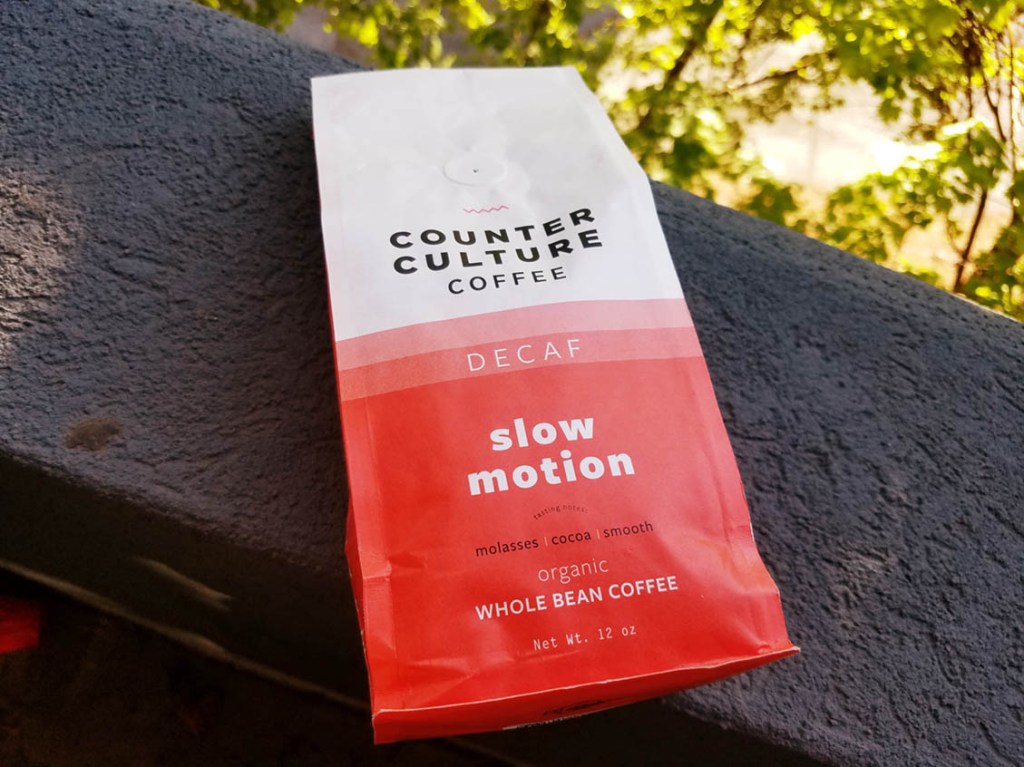 COUNTER
CULTURE
COFFEE
DECAF
slow
motion
tasting notes
molasses | cocoa | smooth
organic
WHOLE BEAN COFFEE
Net Wt. 12 oz